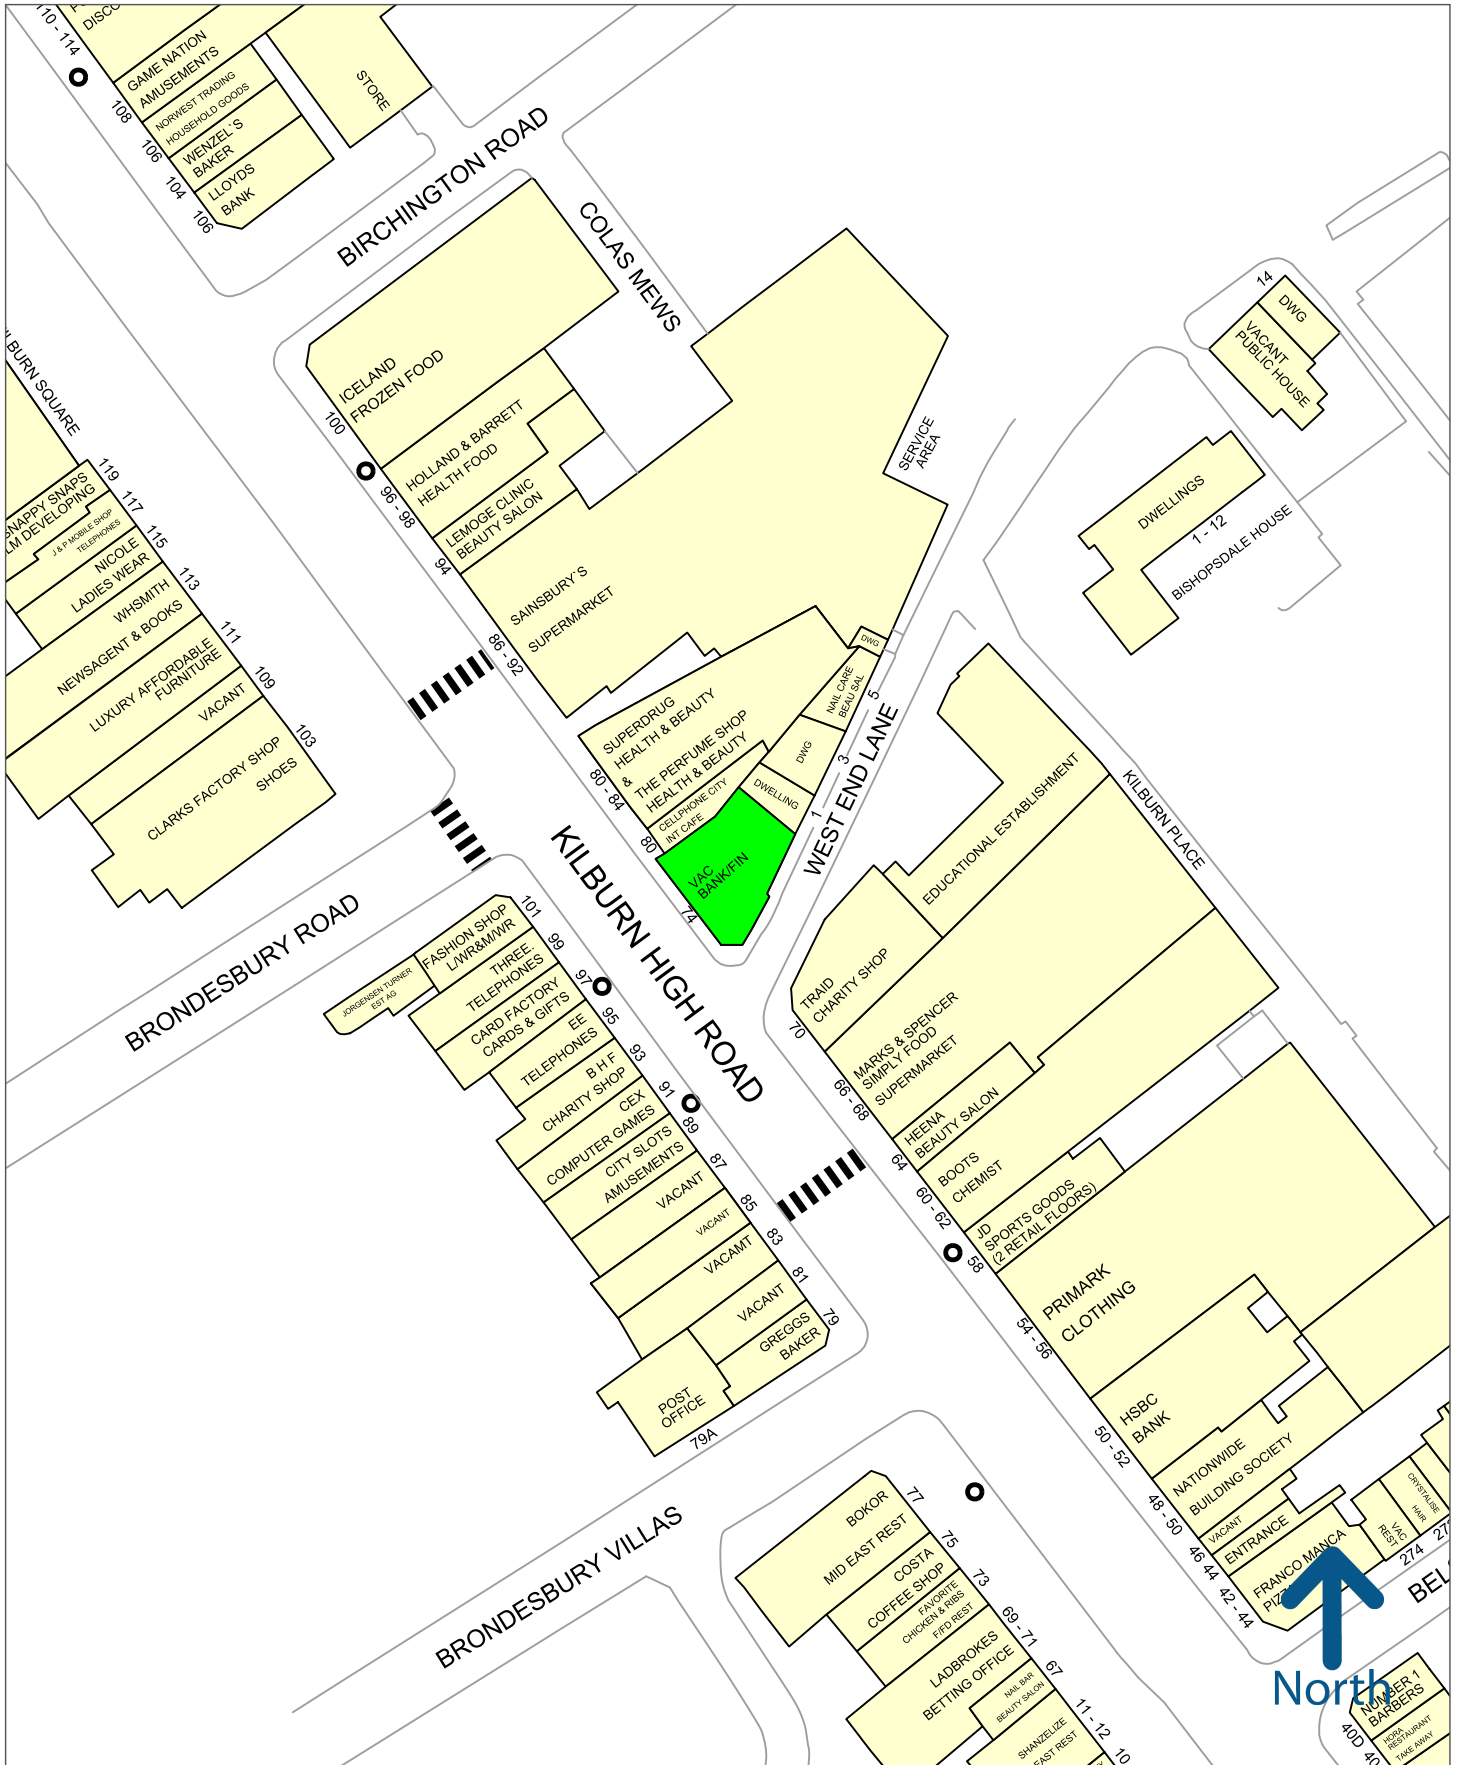 110 - 114
DISCO
GAME NATION
AMUSEMENTS
108
NORWEST TRADING
HOUSEHOLD GOODS
106
WENZEL`S
BAKER
104
LLOYDS
BANK
106
STORE
BIRCHINGTON ROAD
COLAS MEWS
ICELAND
FROZEN FOOD
100
HOLLAND & BARRETT
HEALTH FOOD
96 - 98
LEMOGE CLINIC
BEAUTY SALON
94
SAINSBURY`S
SUPERMARKET
86 - 92
SERVICE
AREA
14
DWG
VACANT
PUBLIC HOUSE
DWELLINGS
1 - 12
BISHOPSDALE HOUSE
SUPERDRUG
HEALTH & BEAUTY
&
THE PERFUME SHOP
HEALTH & BEAUTY
80 - 84
CELLPHONE CITY
INT CAFE
80
VAC
BANK/FIN
74
DWG
NAIL CARE
BEAU SAL
5
DWG
3
DWELLING
1
WEST END LANE
KILBURN HIGH ROAD
KILBURN PLACE
ILBURN SQUARE
119
SNAPPY SNAPS
LM DEVELOPING
117
J & P MOBILE SHOP
TELEPHONES
115
NICOLE
LADIES WEAR
113
WHSMITH
NEWSAGENT & BOOKS
111
LUXURY AFFORDABLE
FURNITURE
109
VACANT
103
CLARKS FACTORY SHOP
SHOES
BRONDESBURY ROAD
JORGENSEN TURNER
EST AG
101
FASHION SHOP
L/WR&M/WR
99
THREE.
TELEPHONES
97
CARD FACTORY
CARDS & GIFTS
95
EE
TELEPHONES
93
B H F
CHARITY SHOP
91
CEX
COMPUTER GAMES
89
CITY SLOTS
AMUSEMENTS
87
VACANT
85
VACANT
83
VACAMT
81
VACANT
79
GREGGS
BAKER
POST
OFFICE
79A
EDUCATIONAL ESTABLISHMENT
TRAID
CHARITY SHOP
70
MARKS & SPENCER
SIMPLY FOOD
SUPERMARKET
66 - 68
HEENA
BEAUTY SALON
64
BOOTS
CHEMIST
60 - 62
JD
SPORTS GOODS
(2 RETAIL FLOORS)
58
PRIMARK
CLOTHING
54 - 56
HSBC
BANK
50 - 52
NATIONWIDE
BUILDING SOCIETY
48 - 50
VACANT
46
ENTRANCE
44
FRANCO MANCA
42 - 44
VAC
REST
274
CRYSTALISE
HAIR
BRONDESBURY VILLAS
77
BOKOR
MID EAST REST
75
COSTA
COFFEE SHOP
73
FAVORITE
CHICKEN & RIBS
F/FD REST
69 - 71
LADBROKES
BETTING OFFICE
67
NAIL BAR
BEAUTY SALON
11 - 12
SHANZELIZE
EAST REST
10
North
NUMBER 1
BARBERS
40D
HORA
RESTAURANT
TAKE AWAY
40